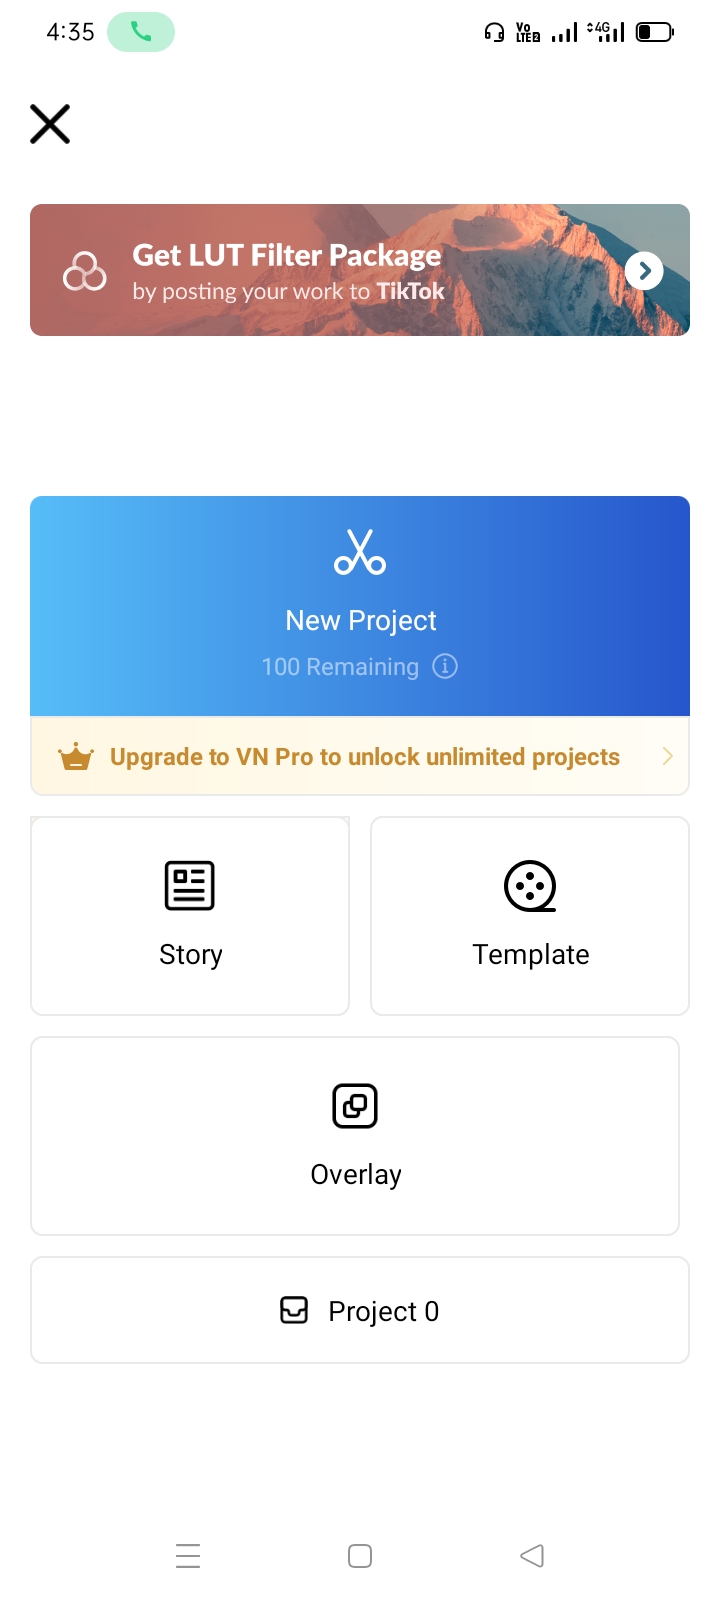 4:35
Vo LTE2 4G
Get LUT Filter Package
by posting your work to TikTok
New Project
100 Remaining
Upgrade to VN Pro to unlock unlimited projects
Story
Template
Overlay
Project 0